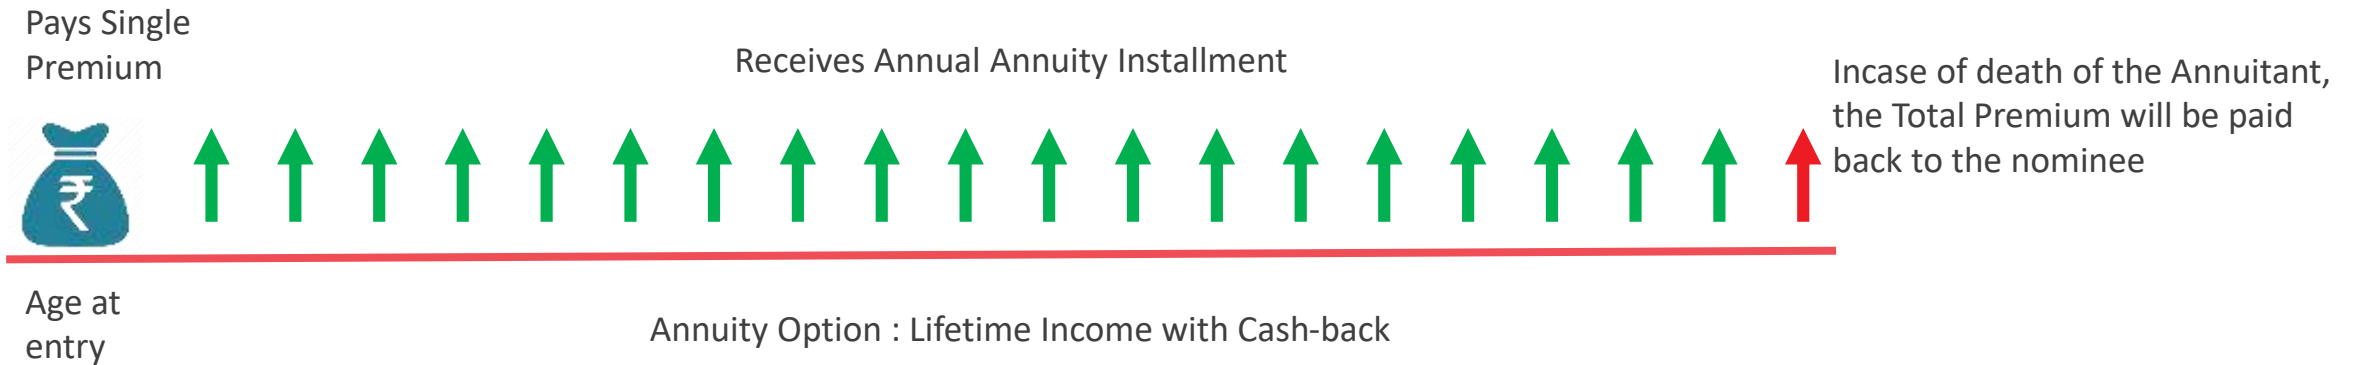 Pays Single
Premium
Receives Annual Annuity Installment
Incase of death of the Annuitant,
the Total Premium will be paid
back to the nominee
₹
Age at
entry
Annuity Option : Lifetime Income with Cash-back